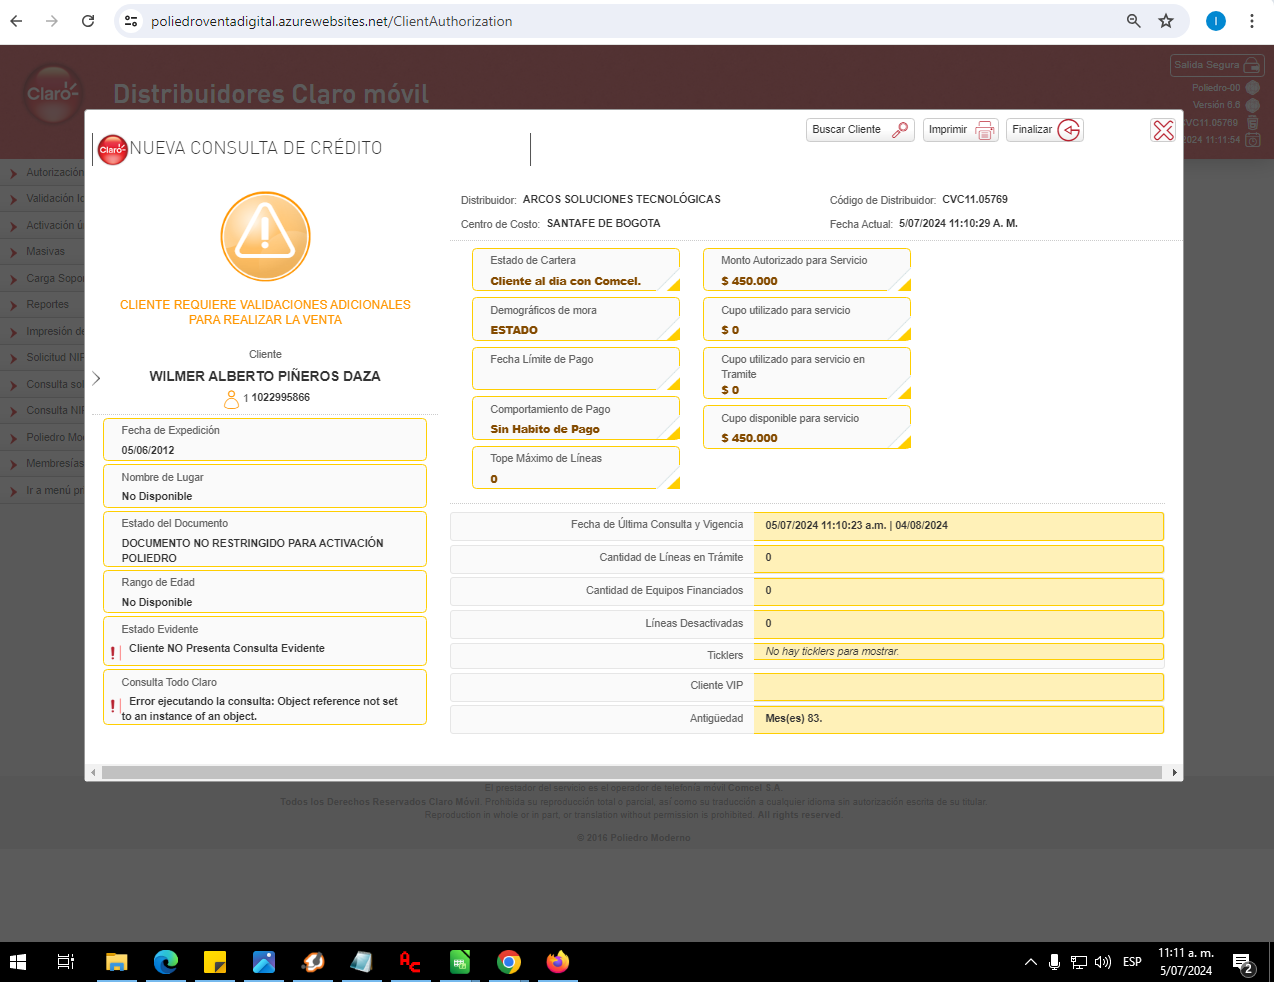 poliedroventadigital.azurewebsites.net/ClientAuthorization
I
Claro
Distribuidores Claro móvil
Salida Segura
Poliedro-00
Versión 6.6
CVC11.05769
2024 11:11:54
Claro
NUEVA CONSULTA DE CRÉDITO
Buscar Cliente
Imprimir
Finalizar
Autorización
Validación
Activación
Masivas
Carga
Reportes
Impresión
Solicitud
Consulta
Consulta
Poliedro
Membresías
Ir a menú
CLIENTE REQUIERE VALIDACIONES ADICIONALES
PARA REALIZAR LA VENTA
Cliente
WILMER ALBERTO PIÑEROS DAZA
1 1022995866
Fecha de Expedición
05/06/2012
Nombre de Lugar
No Disponible
Estado del Documento
DOCUMENTO NO RESTRINGIDO PARA ACTIVACIÓN
POLIEDRO
Rango de Edad
No Disponible
Estado Evidente
Cliente NO Presenta Consulta Evidente
Consulta Todo Claro
Error ejecutando la consulta: Object reference not set
to an instance of an object.
Distribuidor: ARCOS SOLUCIONES TECNOLÓGICAS
Código de Distribuidor: CVC11.05769
Centro de Costo: SANTAFE DE BOGOTA
Fecha Actual: 5/07/2024 11:10:29 A. M.
Estado de Cartera
Cliente al dia con Comcel.
Demográficos de mora
ESTADO
Fecha Límite de Pago
Comportamiento de Pago
Sin Habito de Pago
Tope Máximo de Líneas
0
Monto Autorizado para Servicio
$ 450.000
Cupo utilizado para servicio
$ 0
Cupo utilizado para servicio en
Tramite
$ 0
Cupo disponible para servicio
$ 450.000
Fecha de Última Consulta y Vigencia 05/07/2024 11:10:23 a.m. | 04/08/2024
Cantidad de Líneas en Trámite 0
Cantidad de Equipos Financiados 0
Líneas Desactivadas 0
Ticklers No hay ticklers para mostrar.
Cliente VIP
Antigüedad Mes(es) 83.
El prestador del servicio es el operador de telefonía móvil Comcel S.A.
Todos los Derechos Reservados Claro Móvil. Prohibida su reproducción total o parcial, así como su traducción a cualquier idioma sin autorización escrita de su titular.
Reproduction in whole or in part, or translation without permission is prohibited. All rights reserved.
© 2016 Poliedro Moderno
ESP
11:11 a. m.
5/07/2024
2